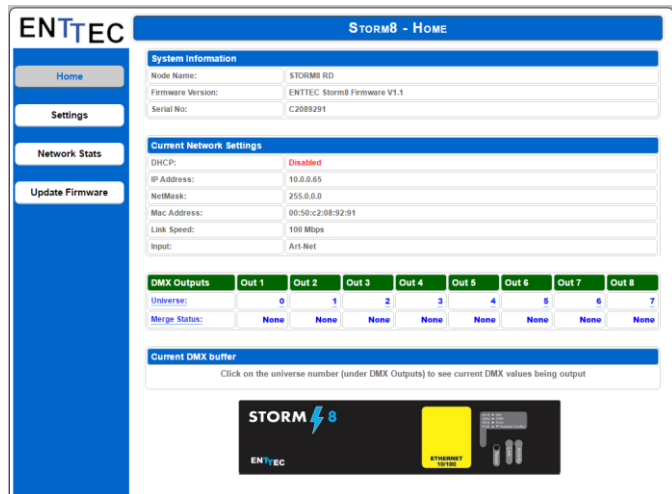 ENTTEC
STORM8 - HOME
Home
Settings
Network Stats
Update Firmware
System Information
Node Name: STORM8 RD
Firmware Version: ENTTEC Storm8 Firmware V1.1
Serial No: C2089291
Current Network Settings
DHCP: Disabled
IP Address: 10.0.0.65
NetMask: 255.0.0.0
Mac Address: 00:50:c2:08:92:91
Link Speed: 100 Mbps
Input: Art-Net
DMX Outputs Out 1 Out 2 Out 3 Out 4 Out 5 Out 6 Out 7 Out 8
Universe: 0 1 2 3 4 5 6 7
Merge Status: None None None None None None None None
Current DMX buffer
Click on the universe number (under DMX Outputs) to see current DMX values being output
STORM 8
ENTTEC
ETHERNET
10/100